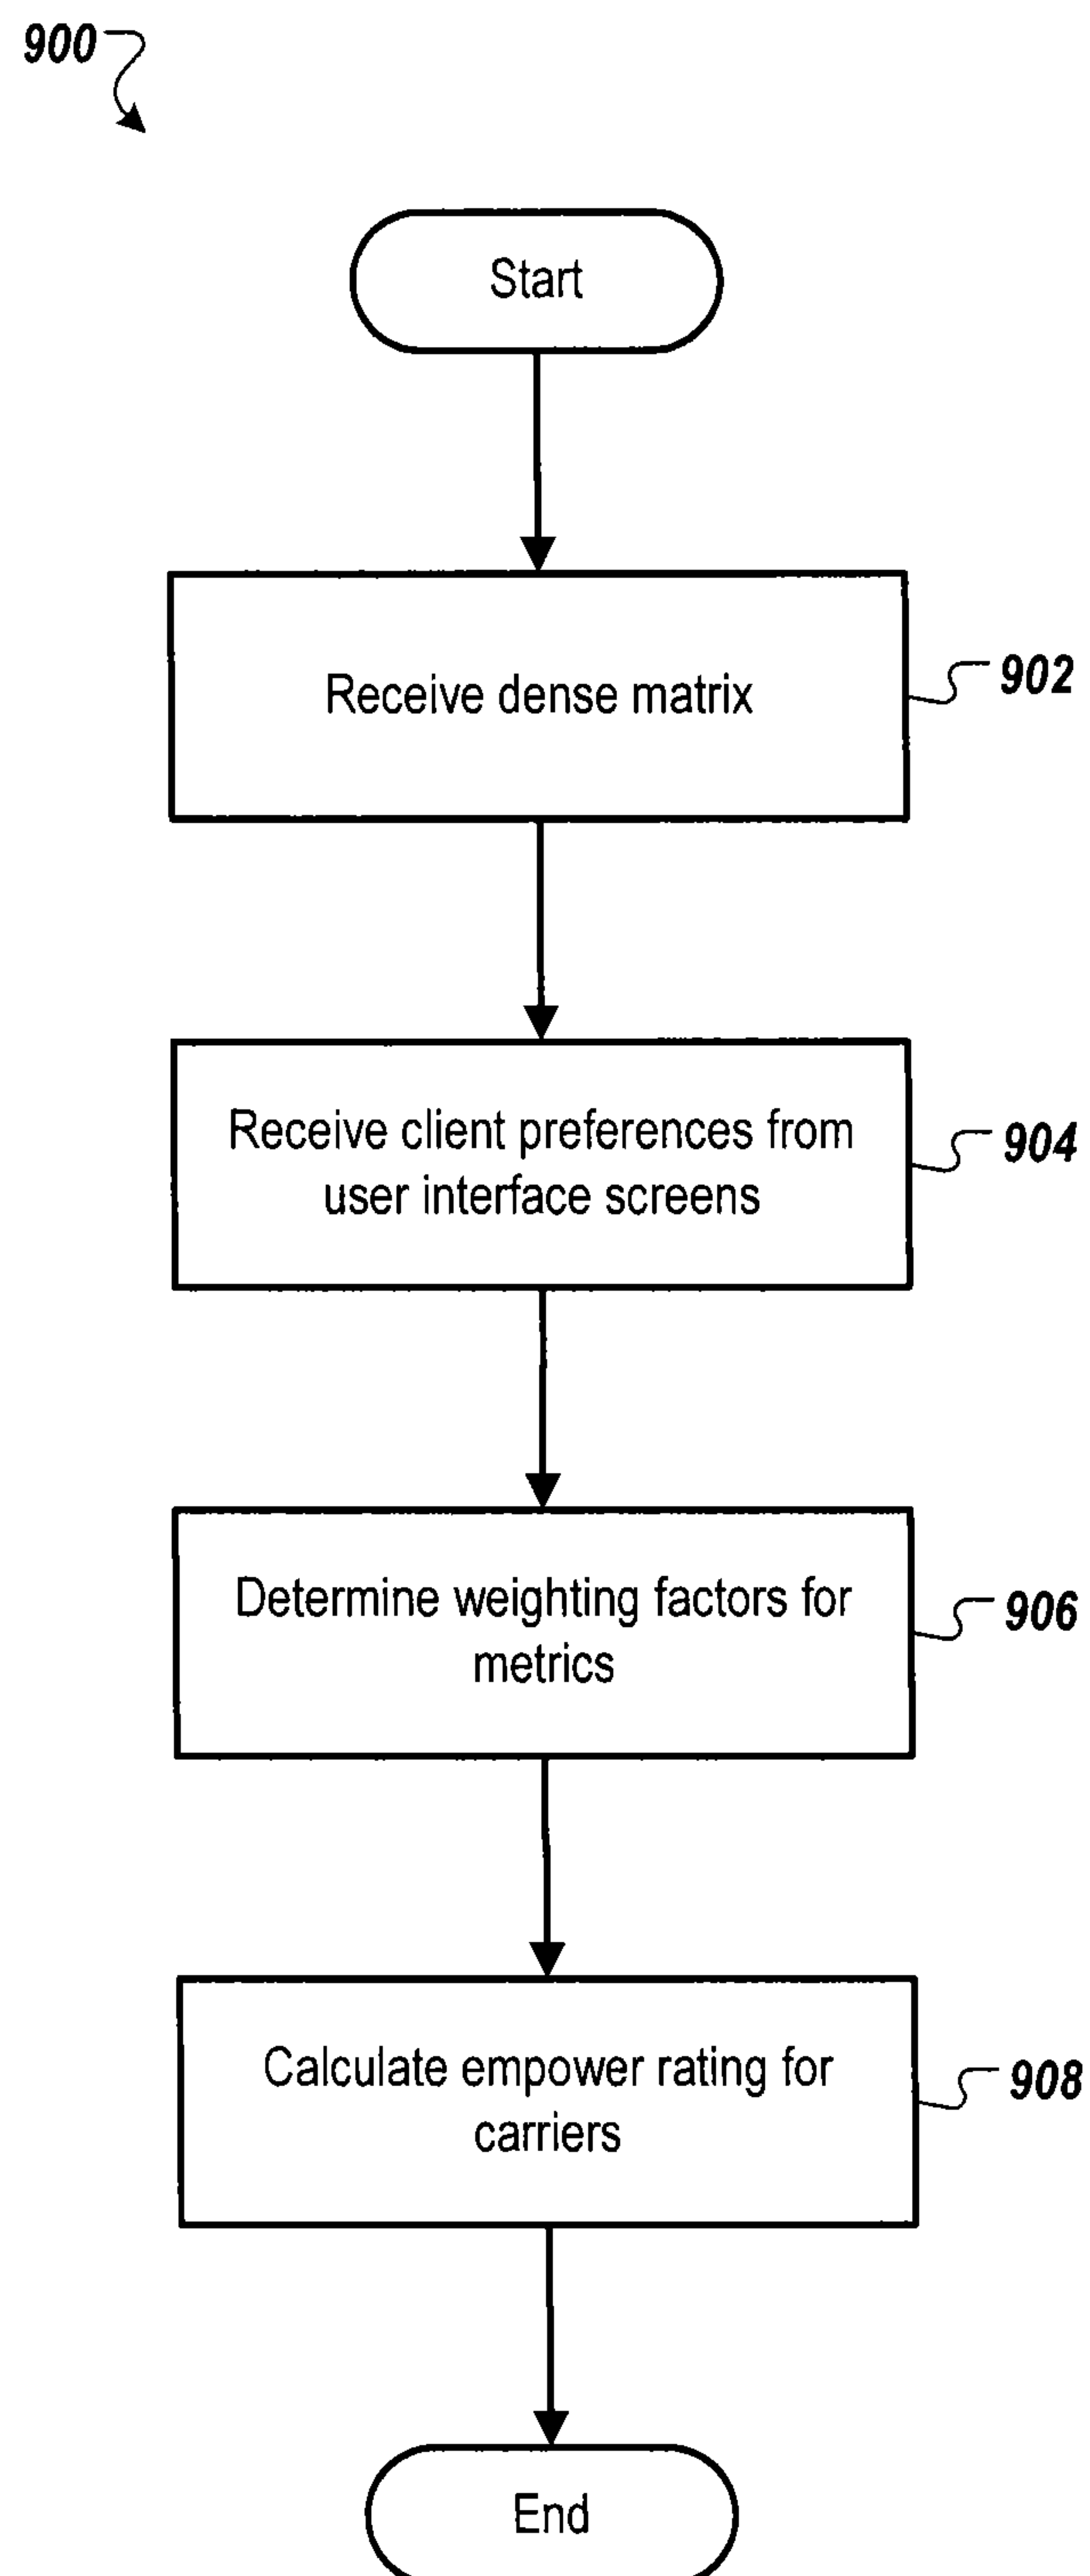 900
Start
Receive dense matrix
902
Receive client preferences from
user interface screens
904
Determine weighting factors for
metrics
906
Calculate empower rating for
carriers
908
End